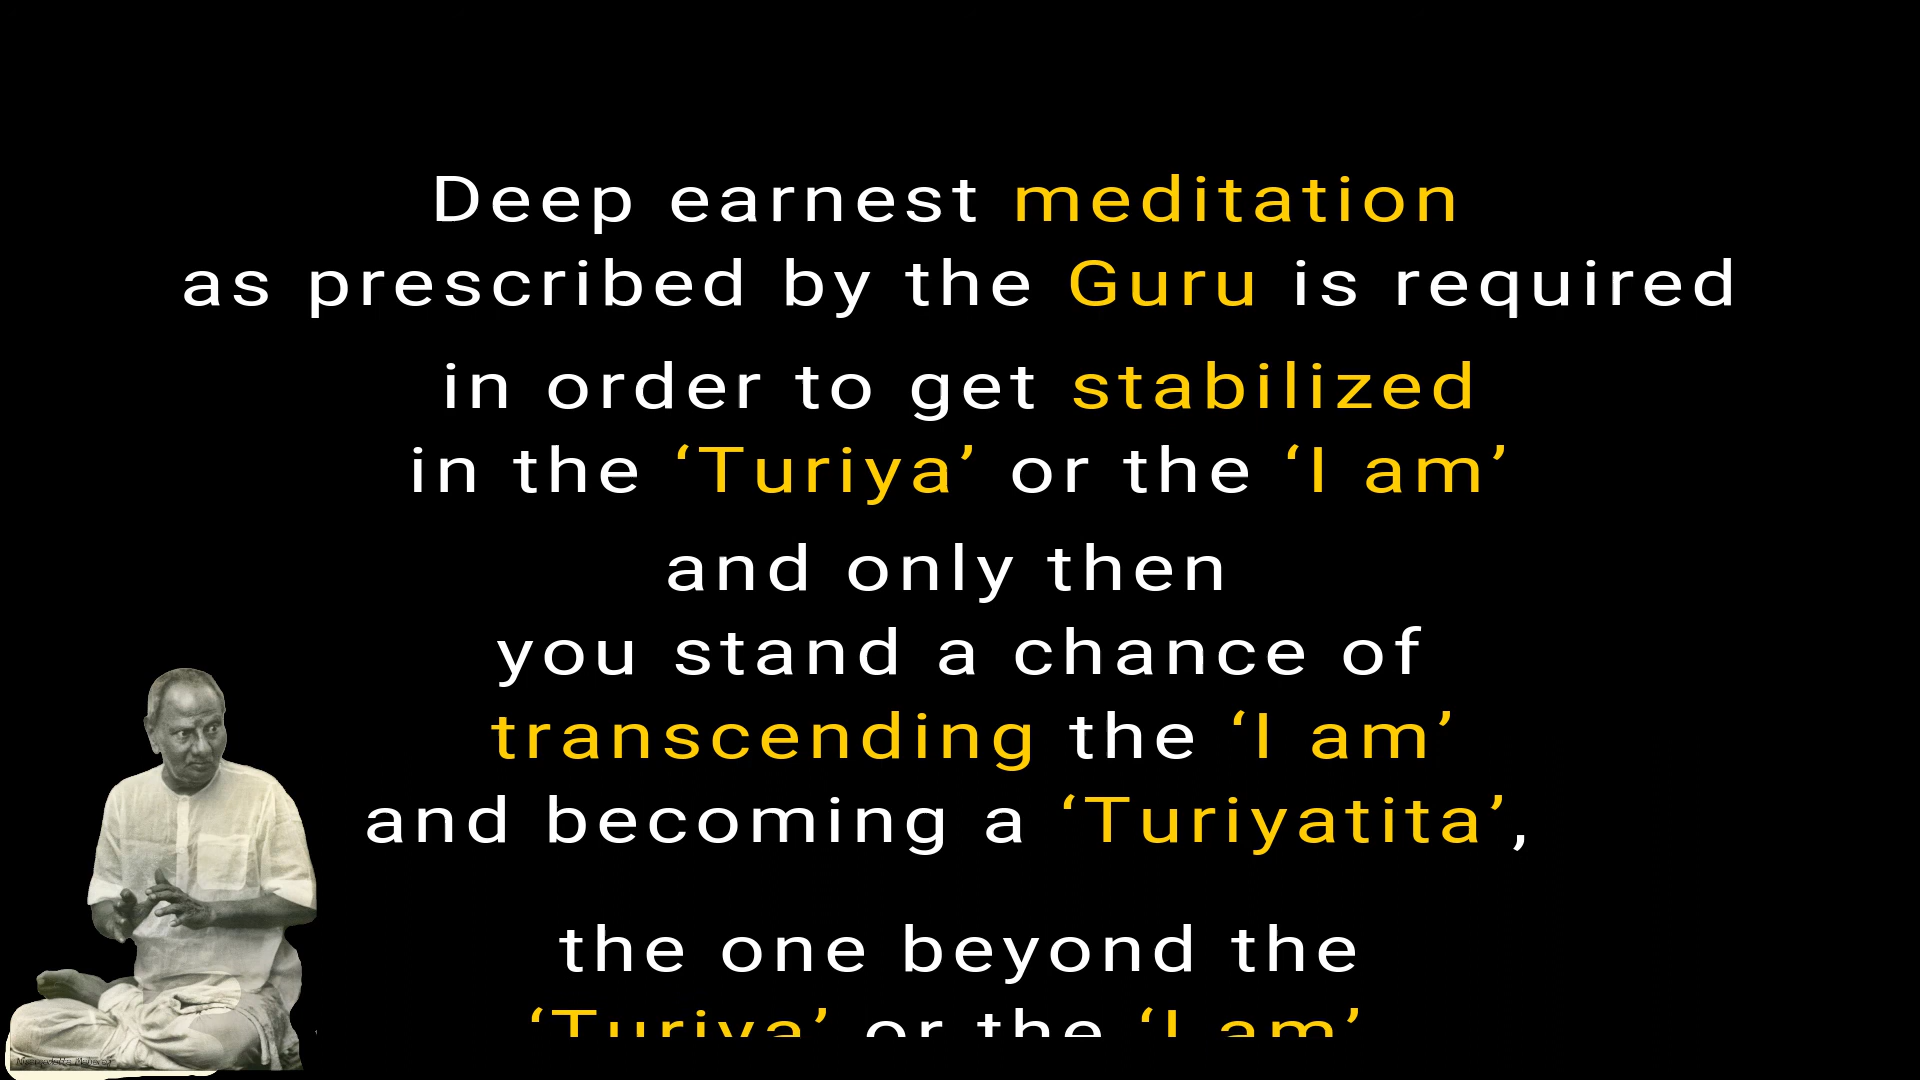 Deep earnest meditation
as prescribed by the Guru is required
in order to get stabilized
in the ‘Turiya’ or the ‘I am’
and only then
you stand a chance of
transcending the ‘I am’
and becoming a ‘Turiyatita’,
the one beyond the
‘Turiya’ or the ‘I am’